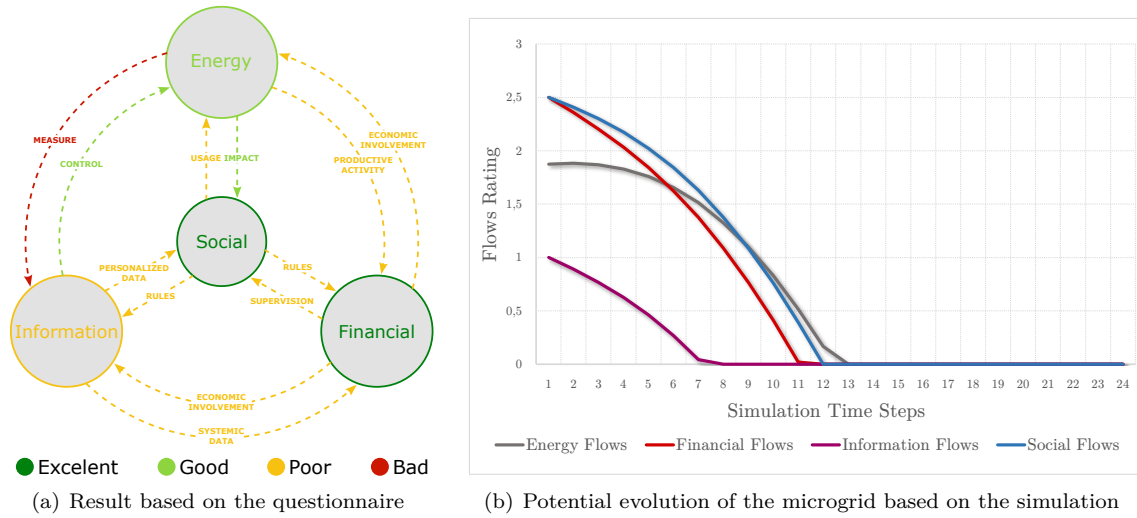 Energy
MEASURE
CONTROL
USAGE
IMPACT
ECONOMIC
INVOLVEMENT
PRODUCTIVE
ACTIVITY
Social
PERSONALIZED
DATA
RULES
RULES
SUPERVISION
Information
Financial
ECONOMIC
INVOLVEMENT
SYSTEMIC
DATA
Excelent
Good
Poor
Bad
(a) Result based on the questionnaire
Flows Rating
3
2,5
2
1,5
1
0,5
0
1 2 3 4 5 6 7 8 9 10 11 12 13 14 15 16 17 18 19 20 21 22 23 24
Simulation Time Steps
Energy Flows Financial Flows Information Flows Social Flows
(b) Potential evolution of the microgrid based on the simulation